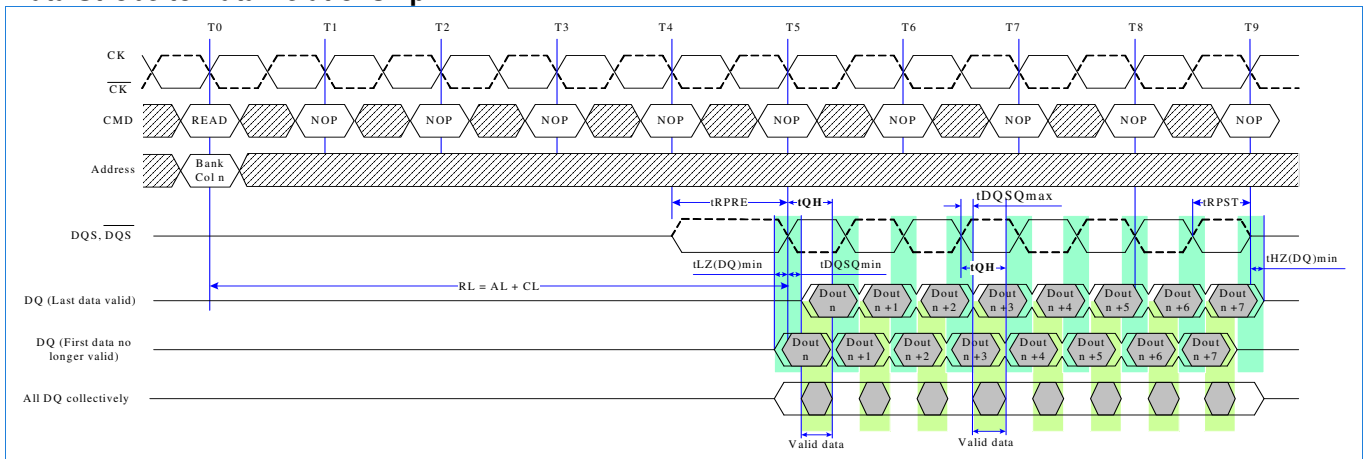 T0 T1 T2 T3 T4 T5 T6 T7 T8 T9
CK
CK
CMD READ NOP NOP NOP NOP NOP NOP NOP NOP NOP
Address Bank
Col n
tRPRE tQH tDQSQmax tRPST
DQS, DQS
tLZ(DQ)min tDQSQmin tQH tHZ(DQ)min
RL = AL + CL
DQ (Last data valid) Dout Dout Dout Dout Dout Dout Dout Dout
n n +1 n +2 n +3 n +4 n +5 n +6 n +7
DQ (First data no Dout Dout Dout Dout Dout Dout Dout Dout
longer valid) n n +1 n +2 n +3 n +4 n +5 n +6 n +7
All DQ collectively
Valid data Valid data